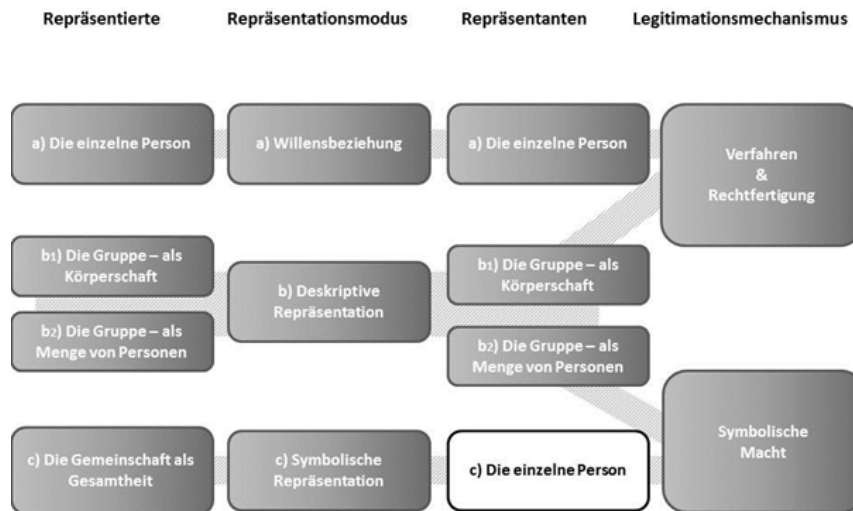 Repräsentierte
Repräsentationsmodus
Repräsentanten
Legitimationsmechanismus
a) Die einzelne Person
a) Willensbeziehung
a) Die einzelne Person
Verfahren
&
Rechtfertigung
b1) Die Gruppe – als
Körperschaft
b2) Die Gruppe – als
Menge von Personen
b) Deskriptive
Repräsentation
b1) Die Gruppe – als
Körperschaft
b2) Die Gruppe – als
Menge von Personen
c) Die Gemeinschaft als
Gesamtheit
c) Symbolische
Repräsentation
c) Die einzelne Person
Symbolische
Macht